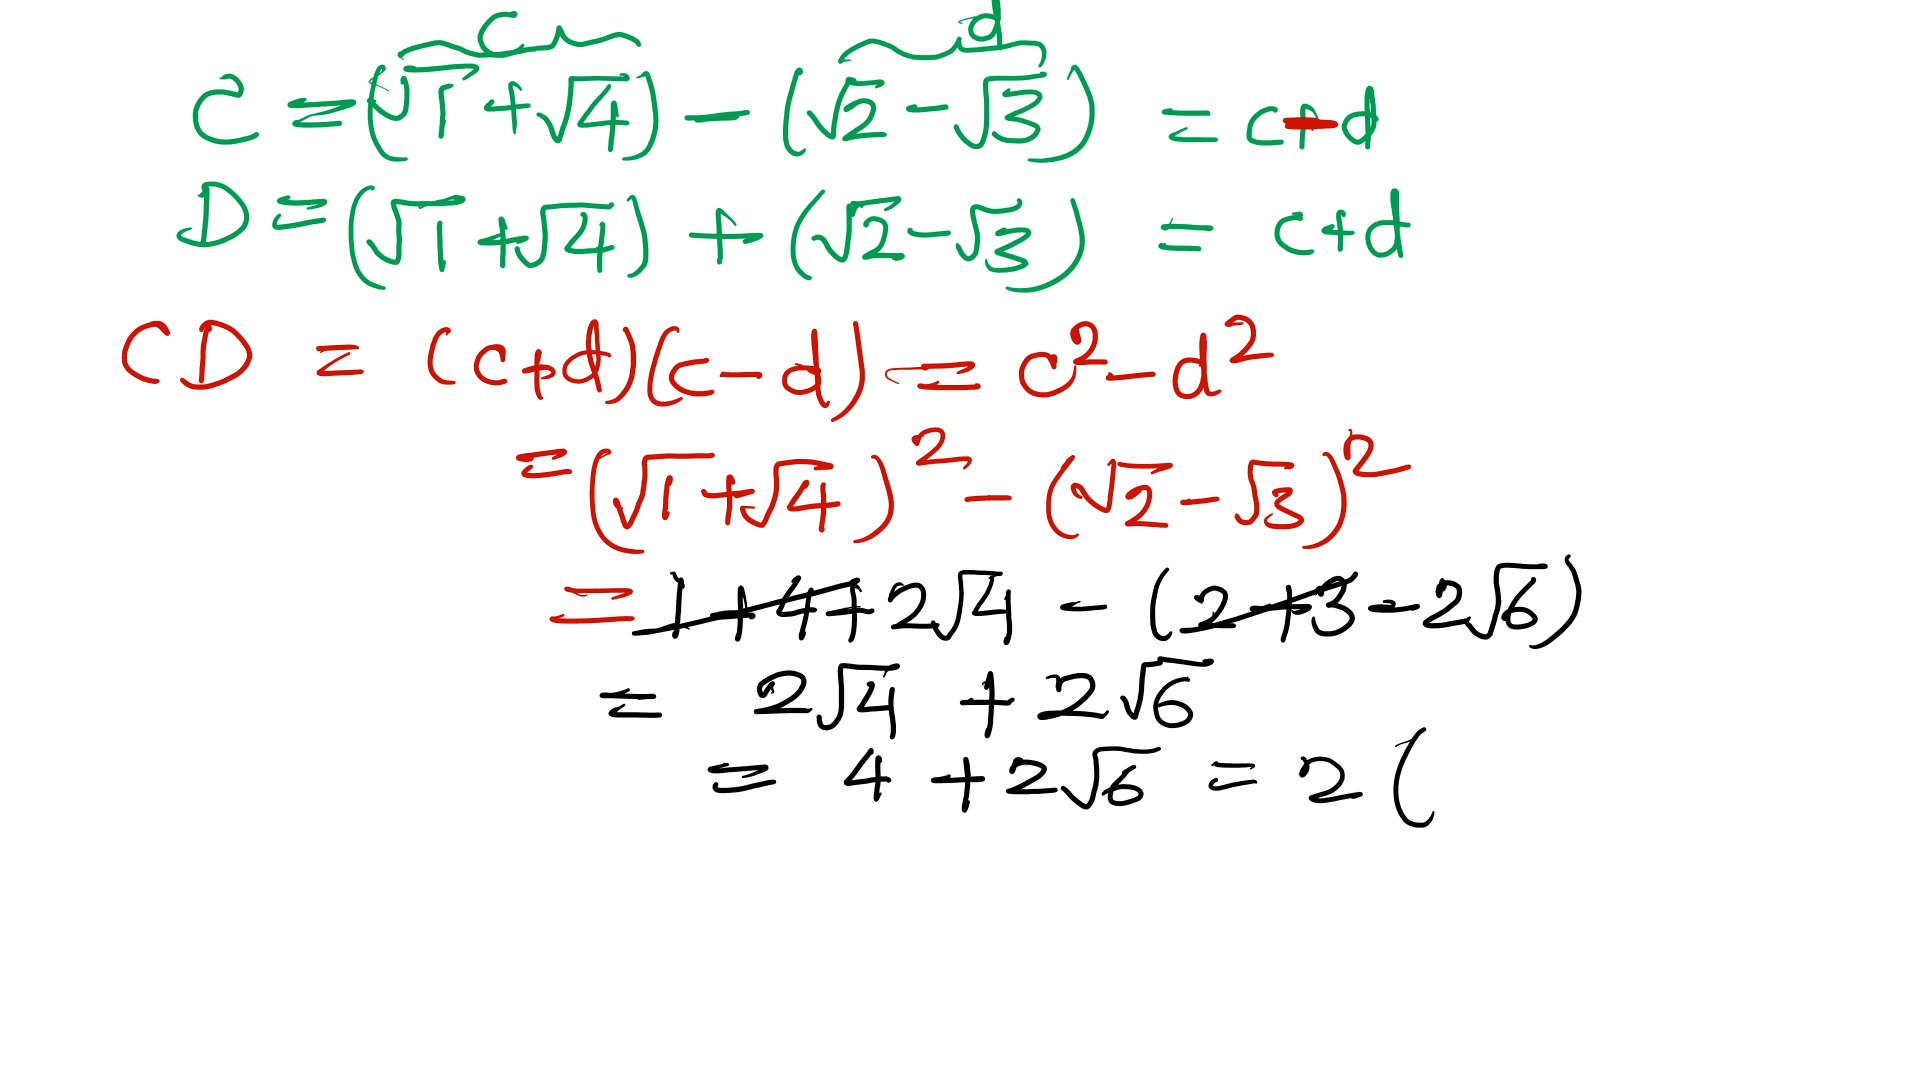 c d
C = (√1 + √4) - (√2 - √3) = c - d
D = (√1 + √4) + (√2 - √3) = c + d
CD = (c+d)(c-d) = c² - d²
= (√1 + √4)² - (√2 - √3)²
= 1 + 4 + 2√4 - (2 + 3 - 2√6)
= 2√4 + 2√6
= 4 + 2√6 = 2 (